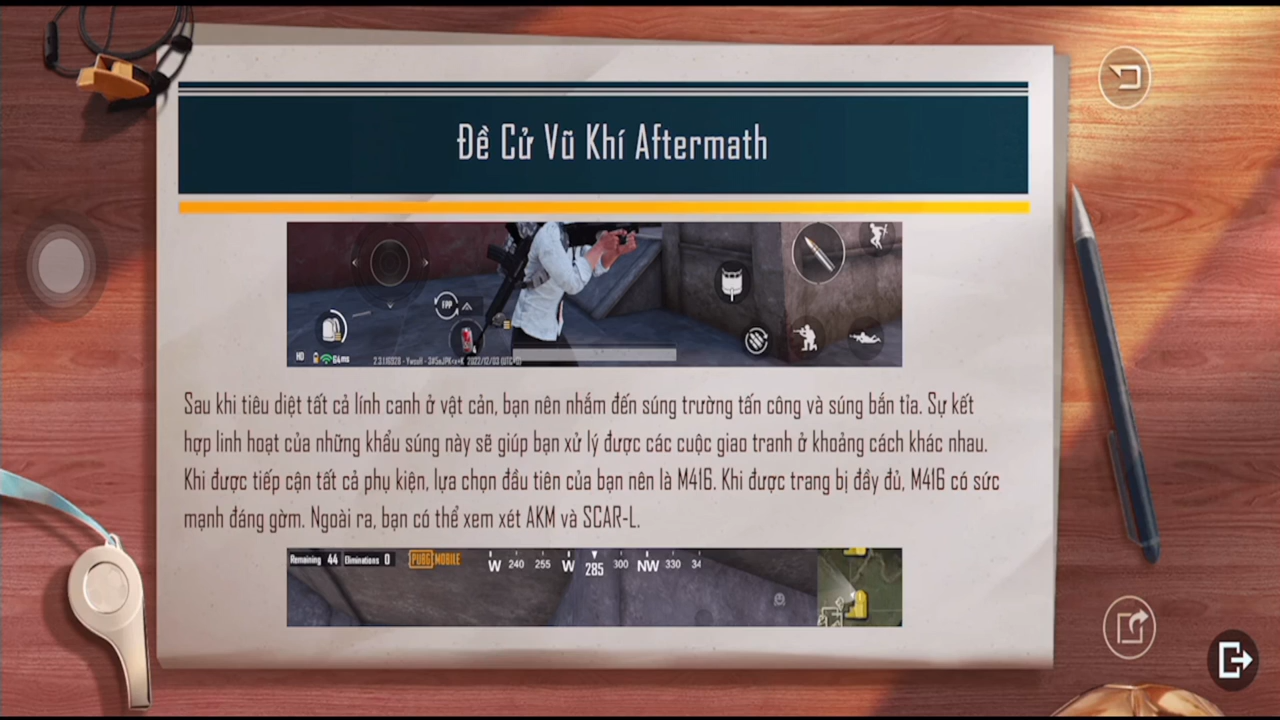 Đề Cử Vũ Khí Aftermath
FPP
HD 64ms
Sau khi tiêu diệt tất cả lính canh ở vật cản, bạn nên nhắm đến súng trường tấn công và súng bắn tỉa. Sự kết
hợp linh hoạt của những khẩu súng này sẽ giúp bạn xử lý được các cuộc giao tranh ở khoảng cách khác nhau.
Khi được tiếp cận tất cả phụ kiện, lựa chọn đầu tiên của bạn nên là M416. Khi được trang bị đầy đủ, M416 có sức
mạnh đáng gờm. Ngoài ra, bạn có thể xem xét AKM và SCAR-L.
Remaining 44 Eliminations 0 PUBG MOBILE W 240 255 W 285 300 NW 330 34